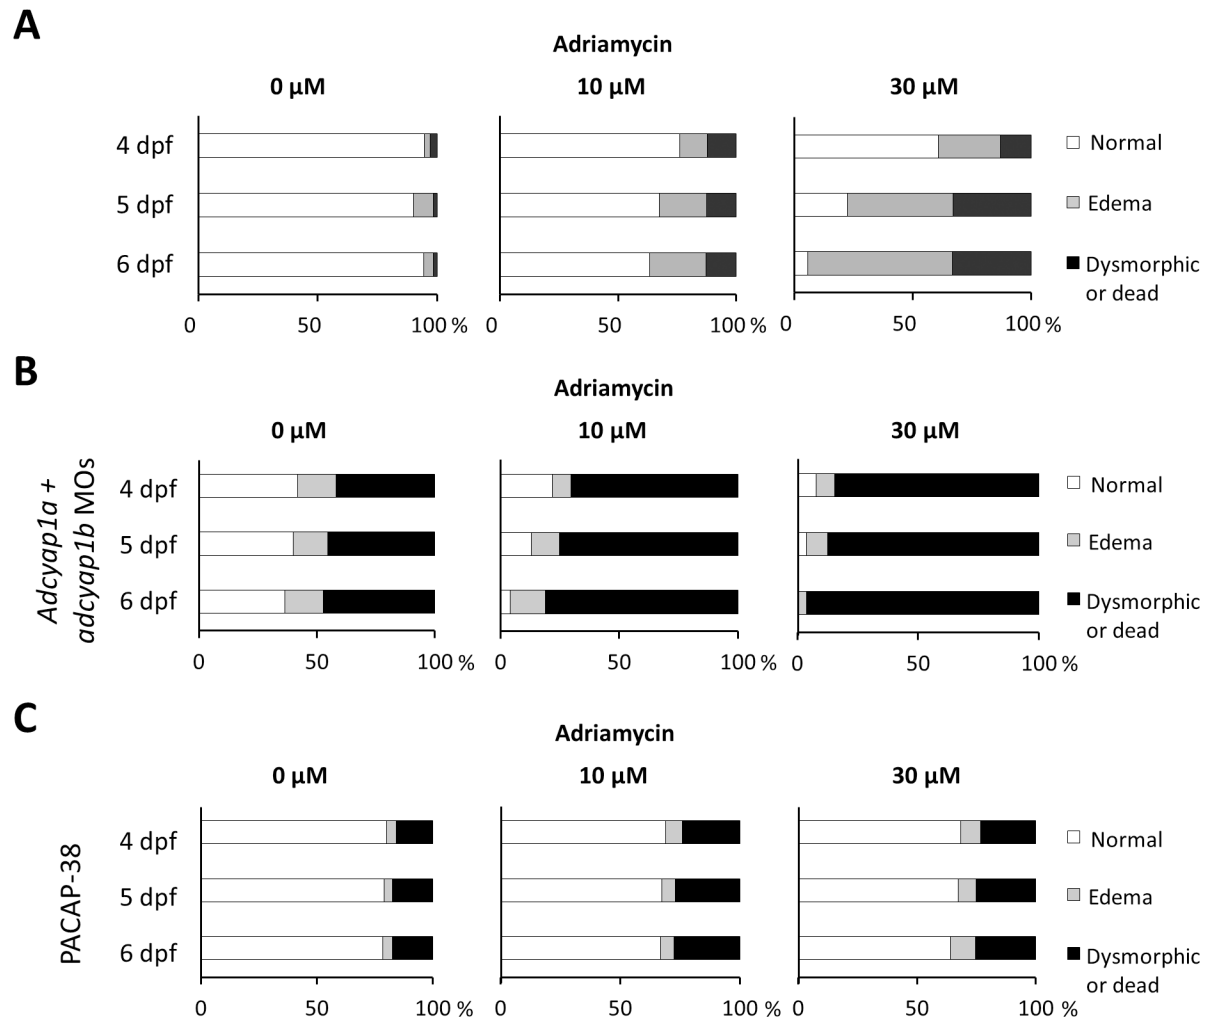 A
Adriamycin
0 µM
10 µM
30 µM
4 dpf
5 dpf
6 dpf
0 50 100 %
0 50 100 %
0 50 100 %
Normal
Edema
Dysmorphic
or dead
B
Adriamycin
0 µM
10 µM
30 µM
Adcyap1a +
adcyap1b MOs
4 dpf
5 dpf
6 dpf
0 50 100 %
0 50 100 %
0 50 100 %
Normal
Edema
Dysmorphic
or dead
C
Adriamycin
0 µM
10 µM
30 µM
PACAP-38
4 dpf
5 dpf
6 dpf
0 50 100 %
0 50 100 %
0 50 100 %
Normal
Edema
Dysmorphic
or dead